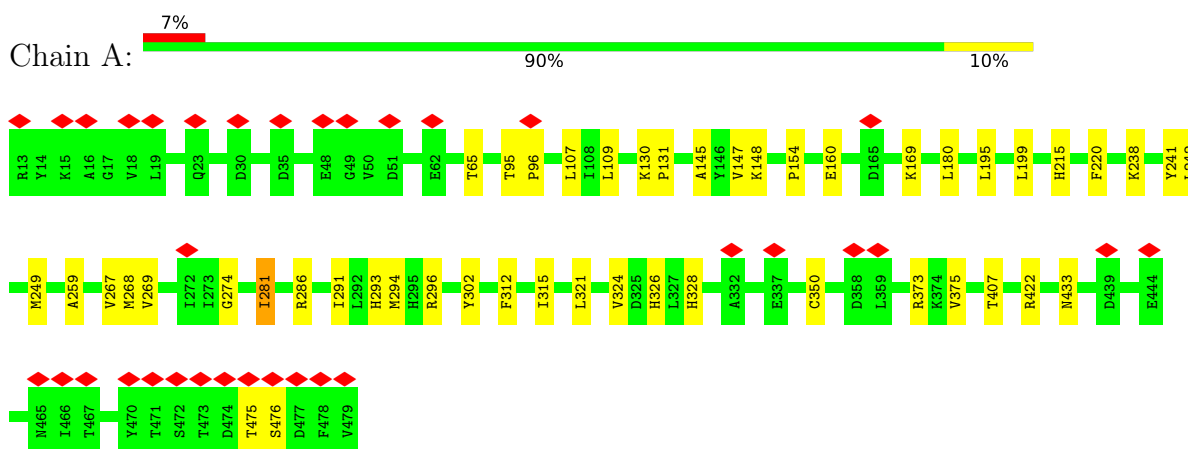 7%
Chain A:
90% 10%
R13 Y14 K15 A16 G17 V18 L19 Q23 D30 D35 E48 G49 V50 D51 E62 T65 T95 P96 L107 I108 L109 K130 P131 A145 Y146 V147 K148 P154 E160 D165 K169 L180 L195 L199 H215 F220 K238 Y241
M249 A259 V267 M268 V269 I272 I273 G274 I281 R286 I291 L292 H293 M294 H295 R296 Y302 F312 I315 L321 V324 D325 H326 L327 H328 A332 E337 C350 D358 L359 R373 K374 V375 T407 R422 N433 D439 E444
N465 I466 T467 Y470 T471 S472 T473 D474 T475 S476 D477 F478 V479